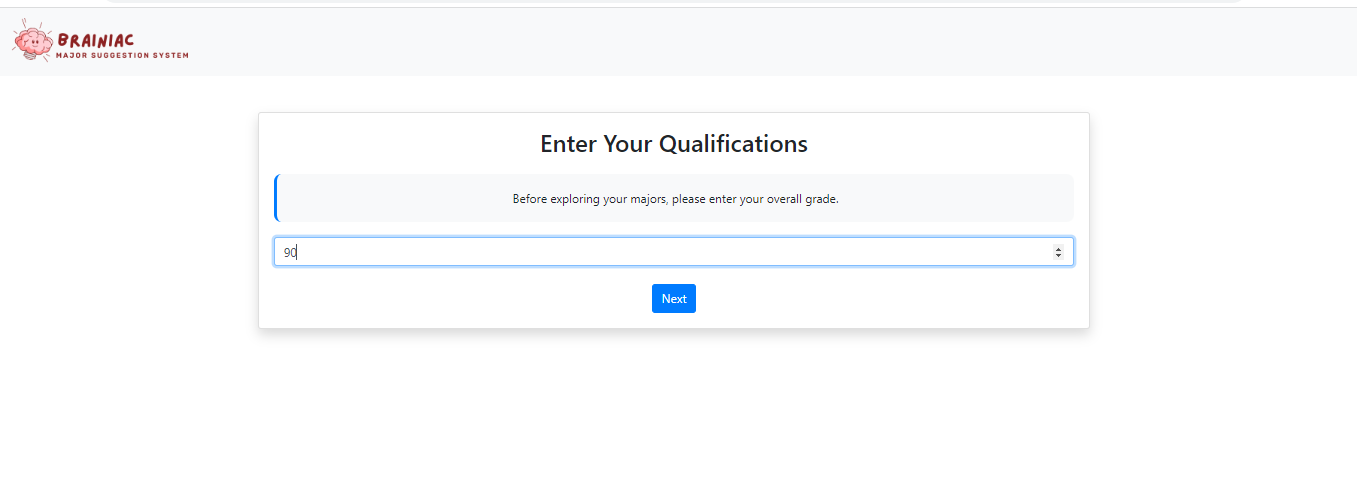 BRAINIAC
MAJOR SUGGESTION SYSTEM
Enter Your Qualifications
Before exploring your majors, please enter your overall grade.
90
Next